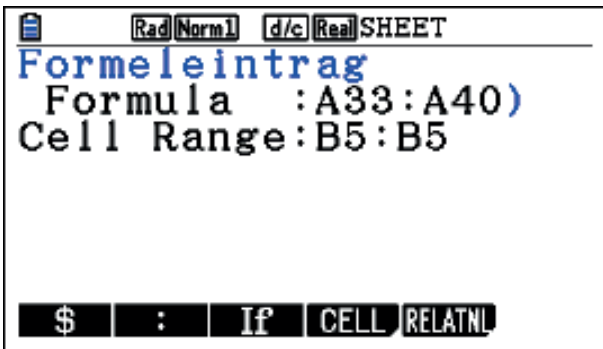 Rad Norm1 d/c Real SHEET
Formeleintrag
Formula :A33:A40)
Cell Range:B5:B5
$ : If CELL RELATNL